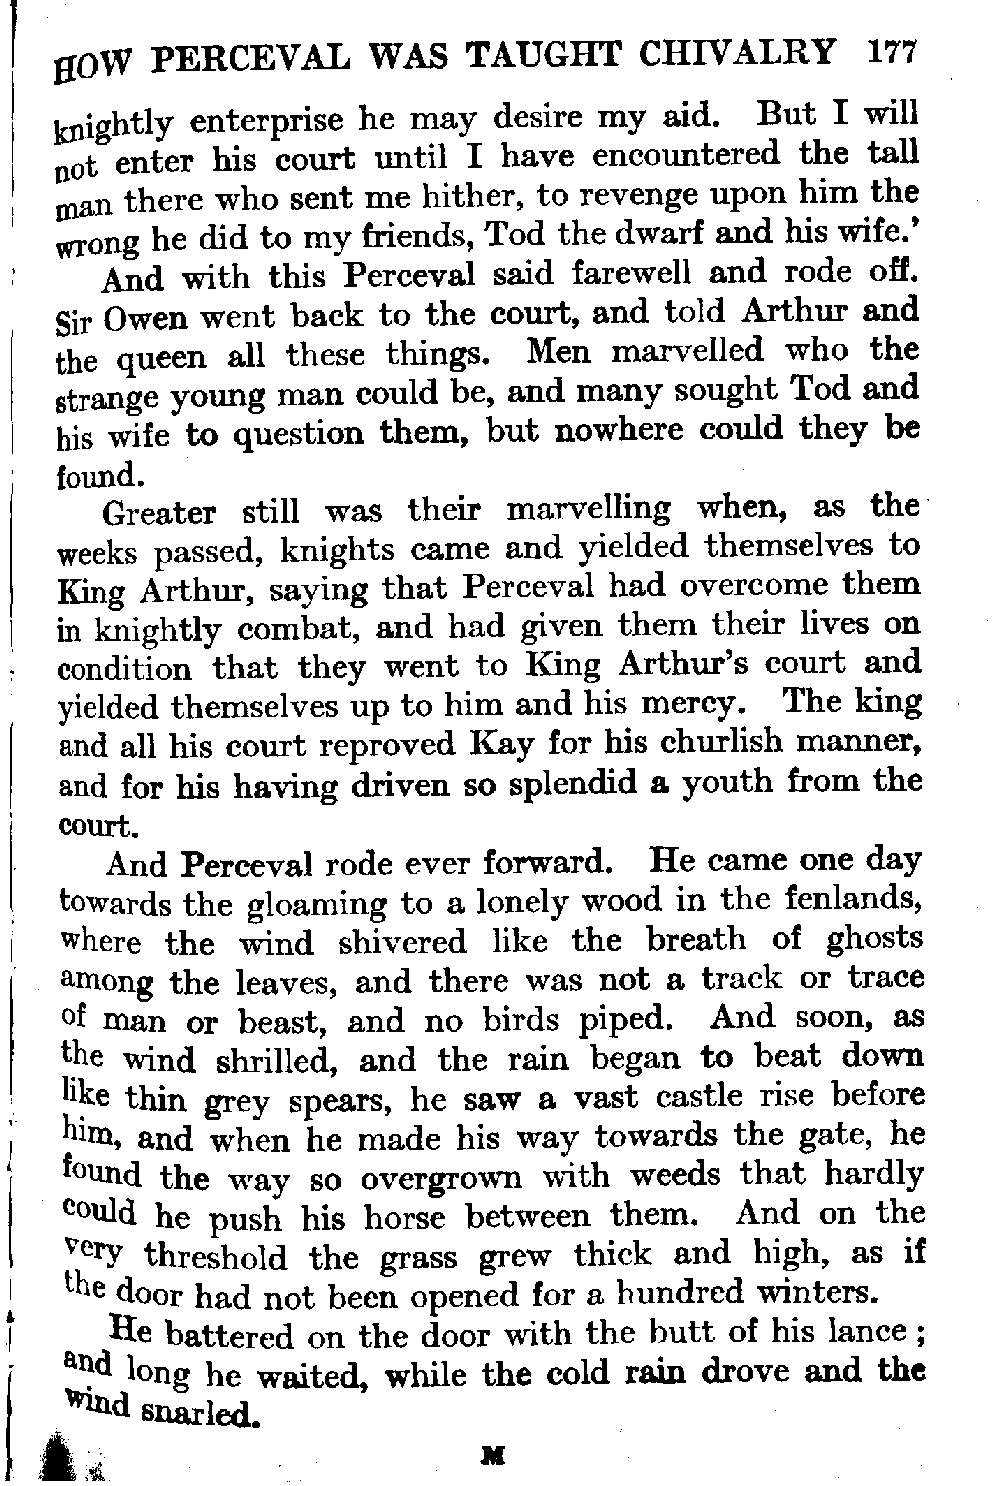 HOW PERCEVAL WAS TAUGHT CHIVALRY 177
knightly enterprise he may desire my aid. But I will
not enter his court until I have encountered the tall
man there who sent me hither, to revenge upon him the
wrong he did to my friends, Tod the dwarf and his wife.'
And with this Perceval said farewell and rode off.
Sir Owen went back to the court, and told Arthur and
the queen all these things. Men marvelled who the
strange young man could be, and many sought Tod and
his wife to question them, but nowhere could they be
found.
Greater still was their marvelling when, as the
weeks passed, knights came and yielded themselves to
King Arthur, saying that Perceval had overcome them
in knightly combat, and had given them their lives on
condition that they went to King Arthur's court and
yielded themselves up to him and his mercy. The king
and all his court reproved Kay for his churlish manner,
and for his having driven so splendid a youth from the
court.
And Perceval rode ever forward. He came one day
towards the gloaming to a lonely wood in the fenlands,
where the wind shivered like the breath of ghosts
among the leaves, and there was not a track or trace
of man or beast, and no birds piped. And soon, as
the wind shrilled, and the rain began to beat down
like thin grey spears, he saw a vast castle rise before
him, and when he made his way towards the gate, he
found the way so overgrown with weeds that hardly
could he push his horse between them. And on the
very threshold the grass grew thick and high, as if
the door had not been opened for a hundred winters.
He battered on the door with the butt of his lance ;
and long he waited, while the cold rain drove and the
wind snarled.
M